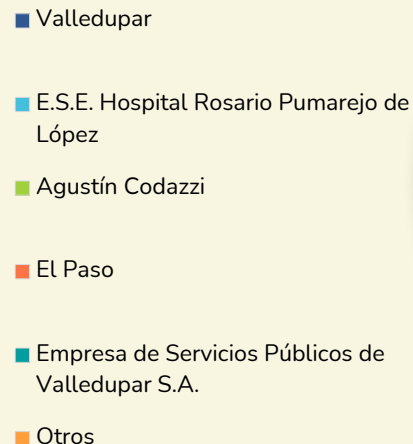 Valledupar
E.S.E. Hospital Rosario Pumarejo de
López
Agustín Codazzi
El Paso
Empresa de Servicios Públicos de
Valledupar S.A.
Otros